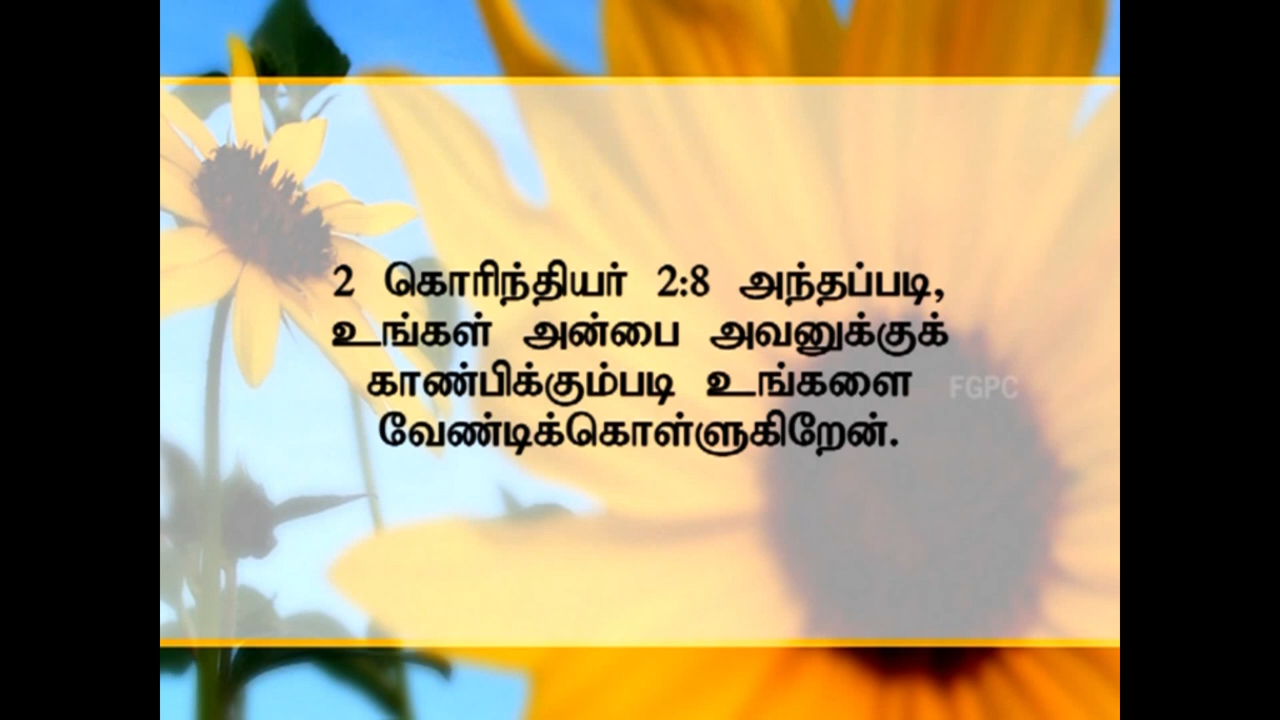 2 கொரிந்தியர் 2:8 அந்தப்படி,
உங்கள் அன்பை அவனுக்குக்
காண்பிக்கும்படி உங்களை
வேண்டிக்கொள்ளுகிறேன்.
FGPC